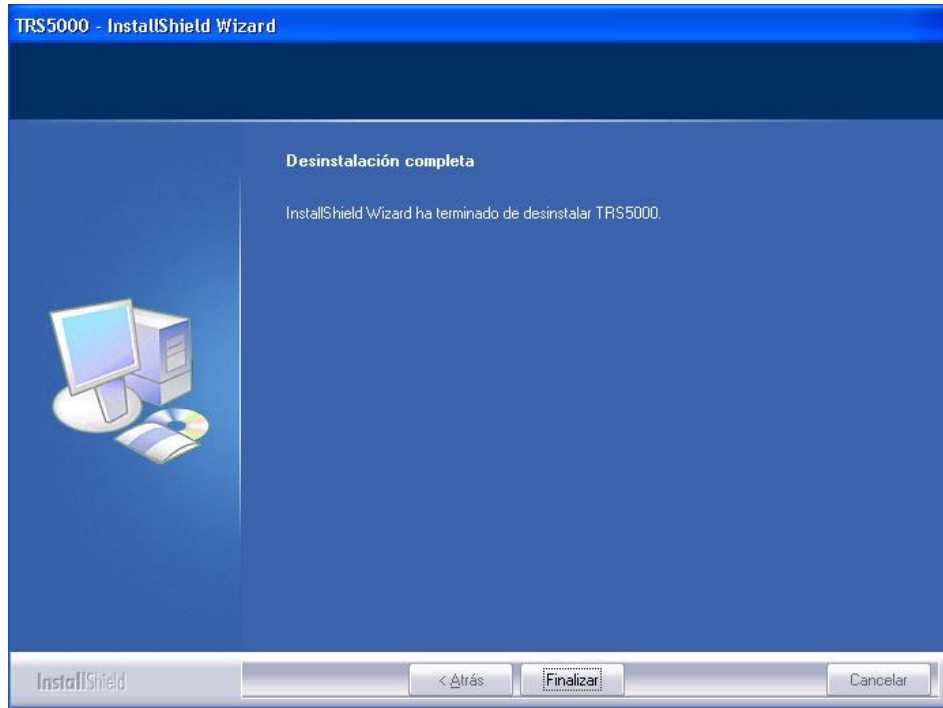 TRS5000 - InstallShield Wizard
Desinstalación completa
InstallShield Wizard ha terminado de desinstalar TRS5000.
InstallShield
< Atrás
Finalizar
Cancelar